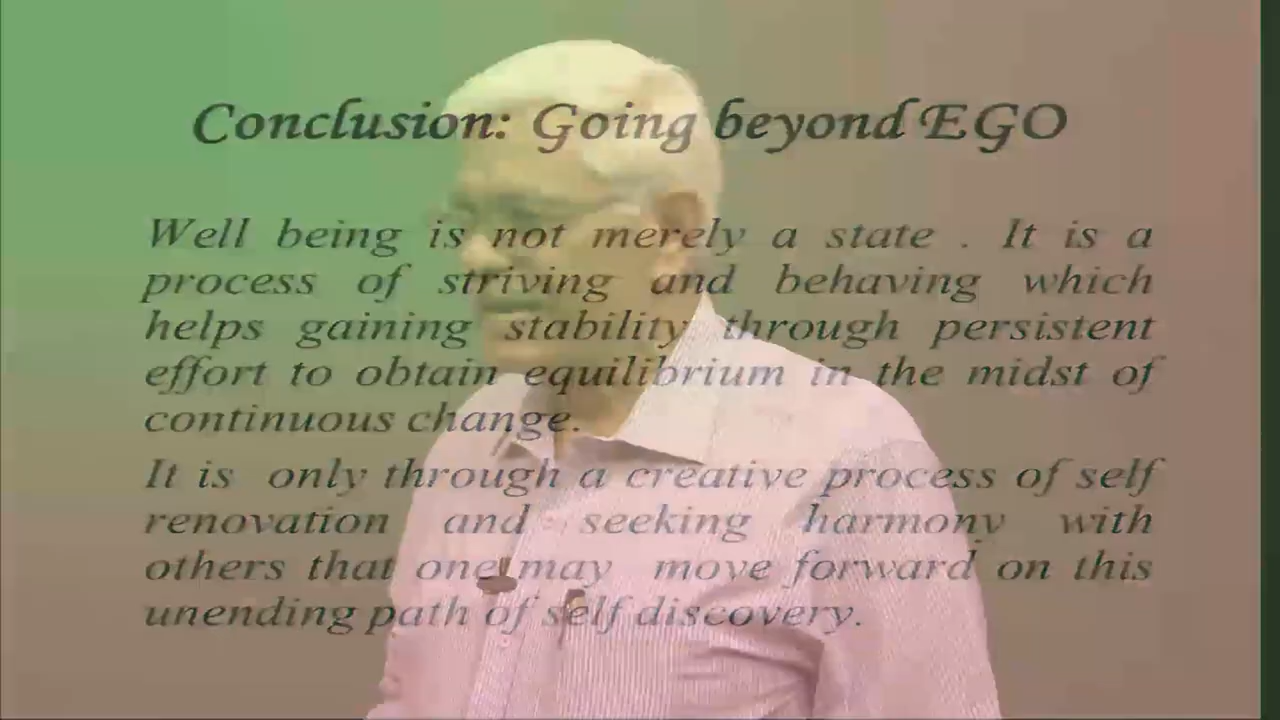 Conclusion: Going beyond EGO
Well being is not merely a state . It is a
process of striving and behaving which
helps gaining stability through persistent
effort to obtain equilibrium in the midst of
continuous change.
It is only through a creative process of self
renovation and seeking harmony with
others that one may move forward on this
unending path of self discovery.